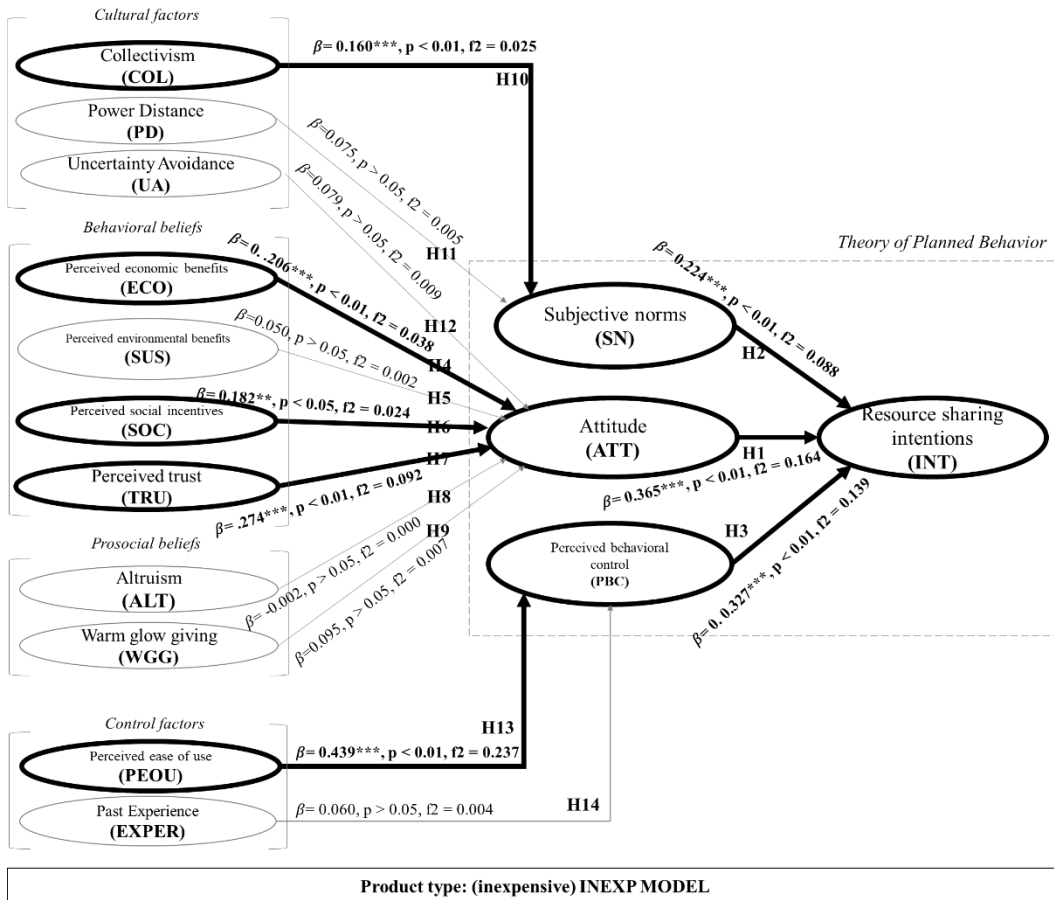 Cultural factors
Collectivism
(COL)
Power Distance
(PD)
Uncertainty Avoidance
(UA)
β= 0.160***, p < 0.01, f2 = 0.025
H10
β=0.075, p > 0.05, f2 = 0.005
H11
β=0.079, p > 0.05, f2 = 0.009
H12
Behavioral beliefs
Perceived economic benefits
(ECO)
Perceived environmental benefits
(SUS)
Perceived social incentives
(SOC)
Perceived trust
(TRU)
β= 0. .206***, p < 0.01, f2 = 0.038
H4
β=0.050, p > 0.05, f2 = 0.002
H5
β= 0.182**, p < 0.05, f2 = 0.024
H6
H7
β= .274***, p < 0.01, f2 = 0.092
H8
H9
Prosocial beliefs
Altruism
(ALT)
Warm glow giving
(WGG)
β= -0.002, p > 0.05, f2 = 0.000
β=0.095, p > 0.05, f2 = 0.007
Control factors
Perceived ease of use
(PEOU)
Past Experience
(EXPER)
H13
β= 0.439***, p < 0.01, f2 = 0.237
β= 0.060, p > 0.05, f2 = 0.004
H14
Theory of Planned Behavior
Subjective norms
(SN)
β= 0.224***, p < 0.01, f2 = 0.088
H2
Attitude
(ATT)
H1
β= 0.365***, p < 0.01, f2 = 0.164
Resource sharing
intentions
(INT)
Perceived behavioral
control
(PBC)
H3
β= 0. 0.327***, p < 0.01, f2 = 0.139
Product type: (inexpensive) INEXP MODEL